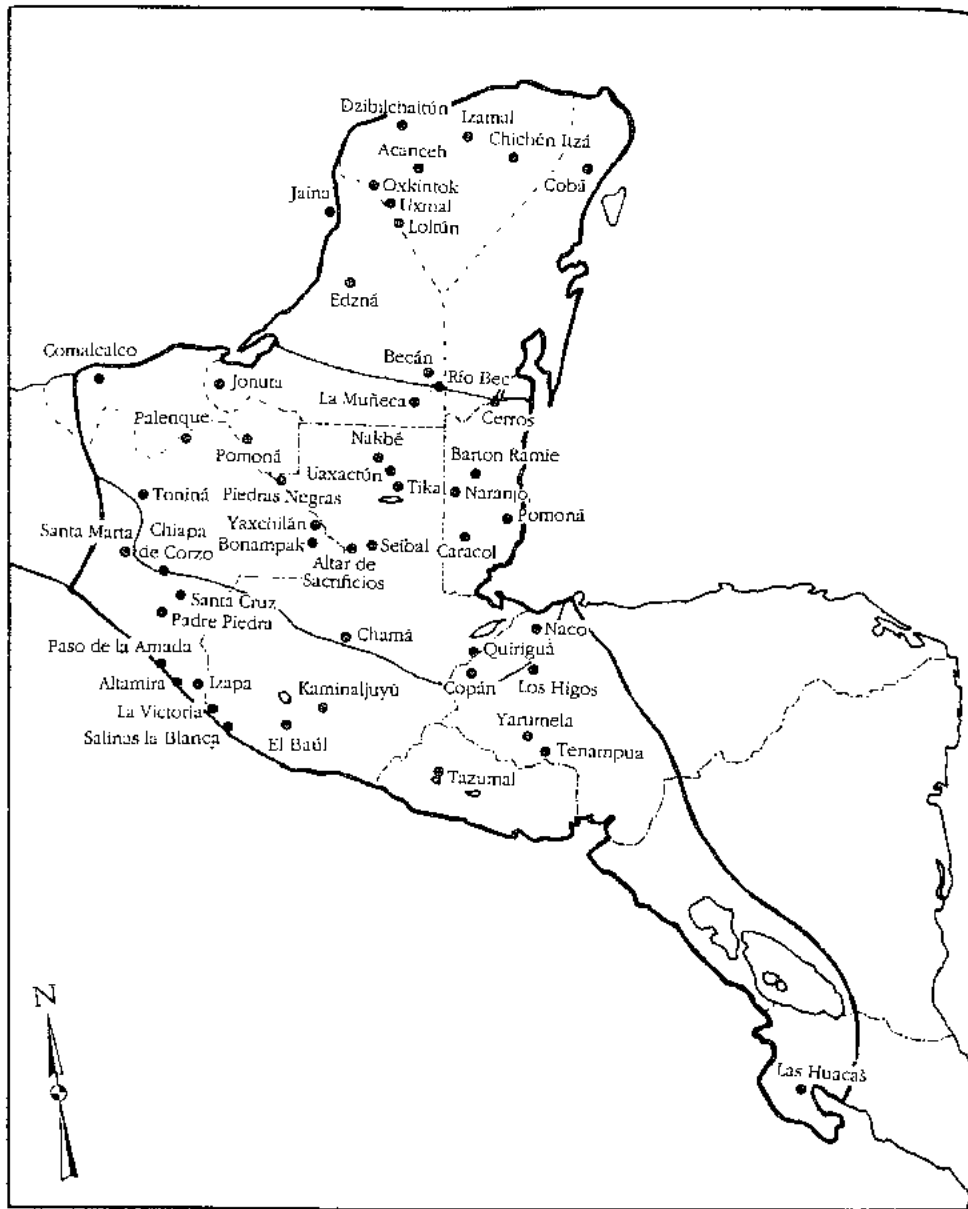 Dzibilchaltún
Izamal
Chichén Itzá
Acanceh
Cobá
Oxkintok
Jaina
Uxmal
Loltún
Edzná
Comalcalco
Becán
Río Bec
Jonuta
La Muñeca
Cerros
Palenque
Nakbé
Pomoná
Barton Ramie
Uaxactún
Tikal
Toniná
Piedras Negras
Naranjo
Yaxchilán
Pomoná
Santa Marta
Chiapa
de Corzo
Bonampak
Seibal
Caracol
Altar de
Sacrificios
Santa Cruz
Padre Piedra
Chamá
Naco
Quiriguá
Paso de la Amada
Altamira
Izapa
Kaminaljuyú
Copán
Los Higos
La Victoria
Salinas la Blanca
El Baúl
Yarumela
Tenampua
Tazumal
N
Las Huacas